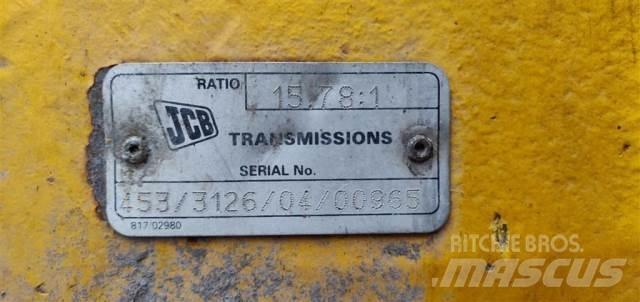 RATIO 15.78:1
JCB TRANSMISSIONS
SERIAL No.
453/3126/04/00965
817/02980
RITCHIE BROS.
MASCUS